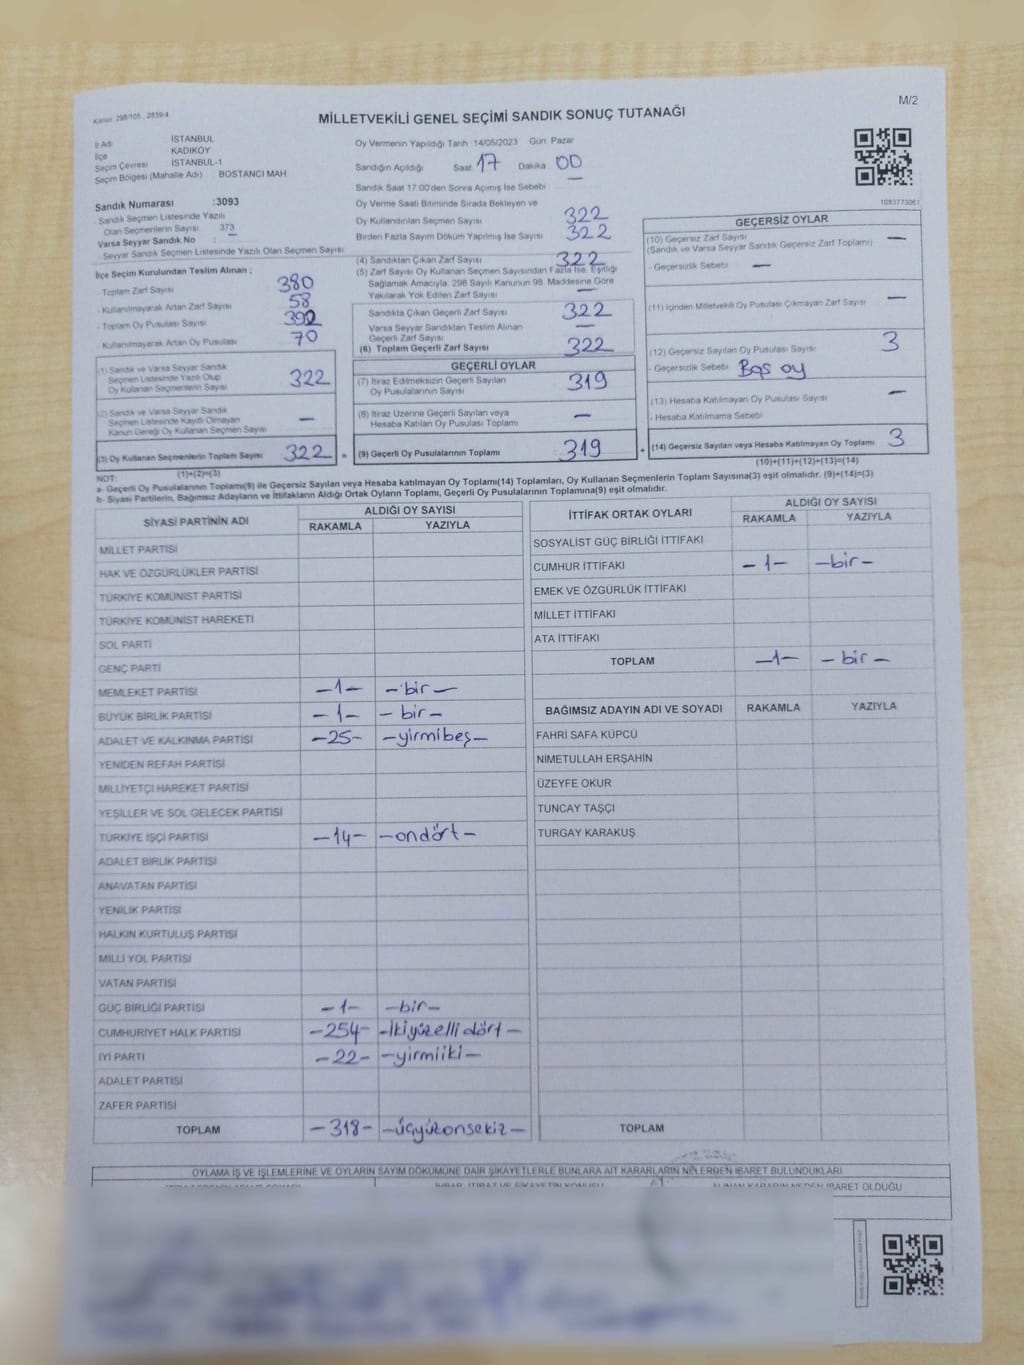 M/2
Kanun: 298/105 , 2839/4
MİLLETVEKİLİ GENEL SEÇİMİ SANDIK SONUÇ TUTANAĞI
İl Adı İSTANBUL
İlçe KADIKÖY
Seçim Çevresi İSTANBUL-1
Seçim Bölgesi (Mahalle Adı) : BOSTANCI MAH
Sandık Numarası :3093
Sandık Seçmen Listesinde Yazılı
Olan Seçmenlerin Sayısı 373
Varsa Seyyar Sandık No :
Seyyar Sandık Seçmen Listesinde Yazılı Olan Seçmen Sayısı
İlçe Seçim Kurulundan Teslim Alınan ;
- Toplam Zarf Sayısı 380
- Kullanılmayarak Artan Zarf Sayısı 58
- Toplam Oy Pusulası Sayısı 392
- Kullanılmayarak Artan Oy Pusulası 70
(1) Sandık ve Varsa Seyyar Sandık
Seçmen Listesinde Yazılı Olup
Oy Kullanan Seçmenlerin Sayısı 322
(2) Sandık ve Varsa Seyyar Sandık
Seçmen Listesinde Kayıtlı Olmayan
Kanun Gereği Oy Kullanan Seçmen Sayısı —
(3) Oy Kullanan Seçmenlerin Toplam Sayısı 322
(1)+(2)=(3)
Oy Vermenin Yapıldığı Tarih 14/05/2023 Gün: Pazar
Sandığın Açıldığı Saat 17 Dakika 00
Sandık Saat 17.00'den Sonra Açılmış İse Sebebi —
Oy Verme Saati Bitiminde Sırada Bekleyen ve
Oy Kullandırılan Seçmen Sayısı 322
Birden Fazla Sayım Döküm Yapılmış İse Sayısı 322
(4) Sandıktan Çıkan Zarf Sayısı 322
(5) Zarf Sayısı Oy Kullanan Seçmen Sayısından Fazla İse, Eşitliği
Sağlamak Amacıyla, 298 Sayılı Kanunun 98. Maddesine Göre
Yakılarak Yok Edilen Zarf Sayısı —
Sandıkta Çıkan Geçerli Zarf Sayısı 322
Varsa Seyyar Sandıktan Teslim Alınan
Geçerli Zarf Sayısı —
(6) Toplam Geçerli Zarf Sayısı 322
GEÇERLİ OYLAR
(7) İtiraz Edilmeksizin Geçerli Sayılan
Oy Pusulalarının Sayısı 319
(8) İtiraz Üzerine Geçerli Sayılan veya
Hesaba Katılan Oy Pusulası Toplamı —
= (9) Geçerli Oy Pusulalarının Toplamı 319
1093773061
GEÇERSİZ OYLAR
(10) Geçersiz Zarf Sayısı —
(Sandık ve Varsa Seyyar Sandık Geçersiz Zarf Toplamı)
- Geçersizlik Sebebi : —
(11) İçinden Milletvekili Oy Pusulası Çıkmayan Zarf Sayısı —
(12) Geçersiz Sayılan Oy Pusulası Sayısı 3
- Geçersizlik Sebebi Boş oy
(13) Hesaba Katılmayan Oy Pusulası Sayısı —
- Hesaba Katılmama Sebebi
+ (14) Geçersiz Sayılan veya Hesaba Katılmayan Oy Toplamı 3
(10)+(11)+(12)+(13)=(14)
NOT:
a- Geçerli Oy Pusulalarının Toplamı(9) ile Geçersiz Sayılan veya Hesaba katılmayan Oy Toplamı(14) Toplamları, Oy Kullanan Seçmenlerin Toplam Sayısına(3) eşit olmalıdır. (9)+(14)=(3)
b- Siyasi Partilerin, Bağımsız Adayların ve İttifakların Aldığı Ortak Oyların Toplamı, Geçerli Oy Pusulalarının Toplamına(9) eşit olmalıdır.
SİYASİ PARTİNİN ADI ALDIĞI OY SAYISI
RAKAMLA YAZIYLA
MİLLET PARTİSİ
HAK VE ÖZGÜRLÜKLER PARTİSİ
TÜRKİYE KOMÜNİST PARTİSİ
TÜRKİYE KOMÜNİST HAREKETİ
SOL PARTİ
GENÇ PARTİ
MEMLEKET PARTİSİ -1- -bir-
BÜYÜK BİRLİK PARTİSİ -1- -bir-
ADALET VE KALKINMA PARTİSİ -25- -yirmibeş-
YENİDEN REFAH PARTİSİ
MİLLİYETÇİ HAREKET PARTİSİ
YEŞİLLER VE SOL GELECEK PARTİSİ
TÜRKİYE İŞÇİ PARTİSİ -14- -ondört-
ADALET BİRLİK PARTİSİ
ANAVATAN PARTİSİ
YENİLİK PARTİSİ
HALKIN KURTULUŞ PARTİSİ
MİLLİ YOL PARTİSİ
VATAN PARTİSİ
GÜÇ BİRLİĞİ PARTİSİ -1- -bir-
CUMHURİYET HALK PARTİSİ -254- -ikiyüzelli dört-
İYİ PARTİ -22- -yirmiiki-
ADALET PARTİSİ
ZAFER PARTİSİ
TOPLAM -318- -üçyüzonsekiz-
İTTİFAK ORTAK OYLARI ALDIĞI OY SAYISI
RAKAMLA YAZIYLA
SOSYALİST GÜÇ BİRLİĞİ İTTİFAKI
CUMHUR İTTİFAKI -1- -bir-
EMEK VE ÖZGÜRLÜK İTTİFAKI
MİLLET İTTİFAKI
ATA İTTİFAKI
TOPLAM -1- -bir-
BAĞIMSIZ ADAYIN ADI VE SOYADI RAKAMLA YAZIYLA
FAHRİ SAFA KÜPCÜ
NİMETULLAH ERŞAHİN
ÜZEYFE OKUR
TUNCAY TAŞÇI
TURGAY KARAKUŞ
TOPLAM
OYLAMA İŞ VE İŞLEMLERİNE VE OYLARIN SAYIM DÖKÜMÜNE DAİR ŞİKAYETLERLE BUNLARA AİT KARARLARIN NELERDEN İBARET BULUNDUKLARI
İHBAR, İTİRAZ VE ŞİKAYETİN KONUSU ALINAN KARARIN NEDEN İBARET OLDUĞU